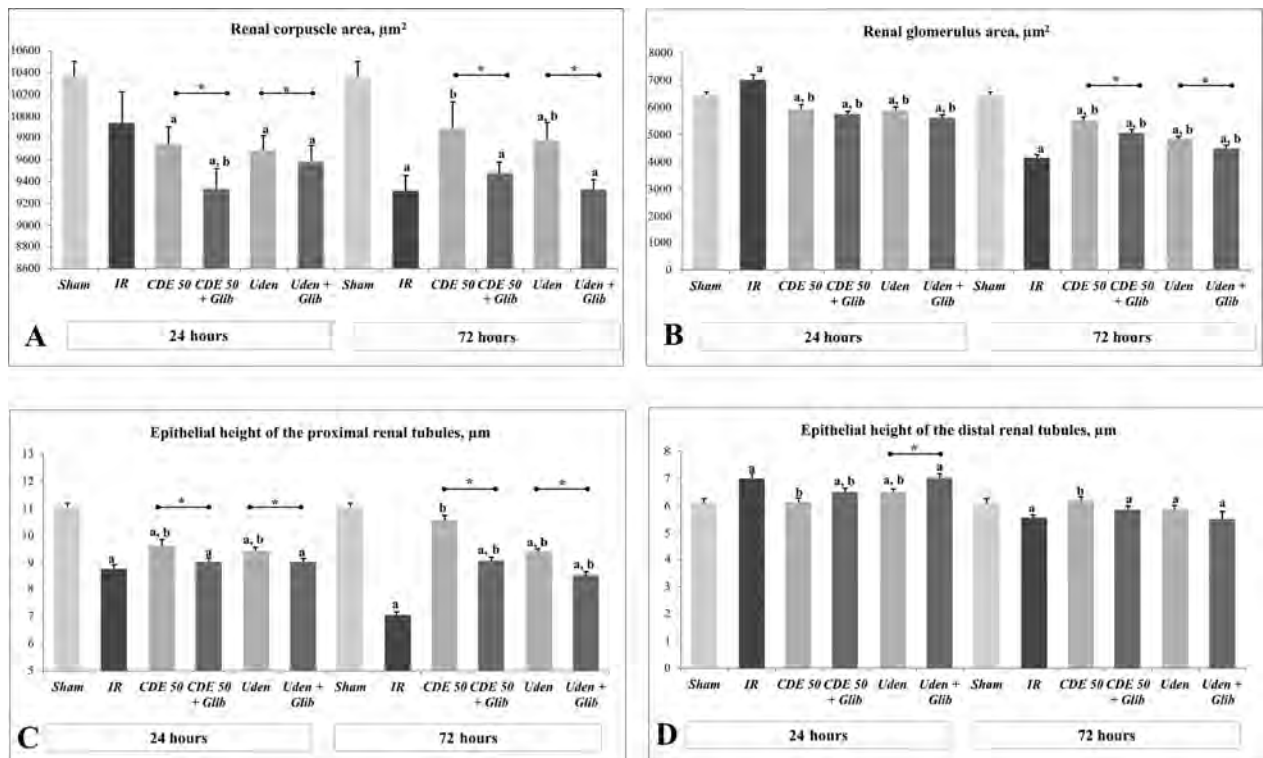 Renal corpuscle area, µm²
10600
10400
10200
10000
9800
9600
9400
9200
9000
8800
8600
a
a, b
*
*
a
b
a
a, b
a
*
*
Sham IR CDE 50 CDE 50 + Glib Uden Uden + Glib Sham IR CDE 50 CDE 50 + Glib Uden Uden + Glib
24 hours 72 hours
A
Renal glomerulus area, µm²
8000
7000
6000
5000
4000
3000
2000
1000
0
a
a, b
a, b
a, b
a, b
a
a, b
a, b
a, b
a, b
*
*
Sham IR CDE 50 CDE 50 + Glib Uden Uden + Glib Sham IR CDE 50 CDE 50 + Glib Uden Uden + Glib
24 hours 72 hours
B
Epithelial height of the proximal renal tubules, µm
13
12
11
10
9
8
7
6
5
a
a, b
a
a, b
a
*
*
a
b
a, b
a, b
a, b
*
*
Sham IR CDE 50 CDE 50 + Glib Uden Uden + Glib Sham IR CDE 50 CDE 50 + Glib Uden Uden + Glib
24 hours 72 hours
C
Epithelial height of the distal renal tubules, µm
8
7
6
5
4
3
2
1
0
a
b
a, b
a, b
a
*
a
b
a
a
a
Sham IR CDE 50 CDE 50 + Glib Uden Uden + Glib Sham IR CDE 50 CDE 50 + Glib Uden Uden + Glib
24 hours 72 hours
D